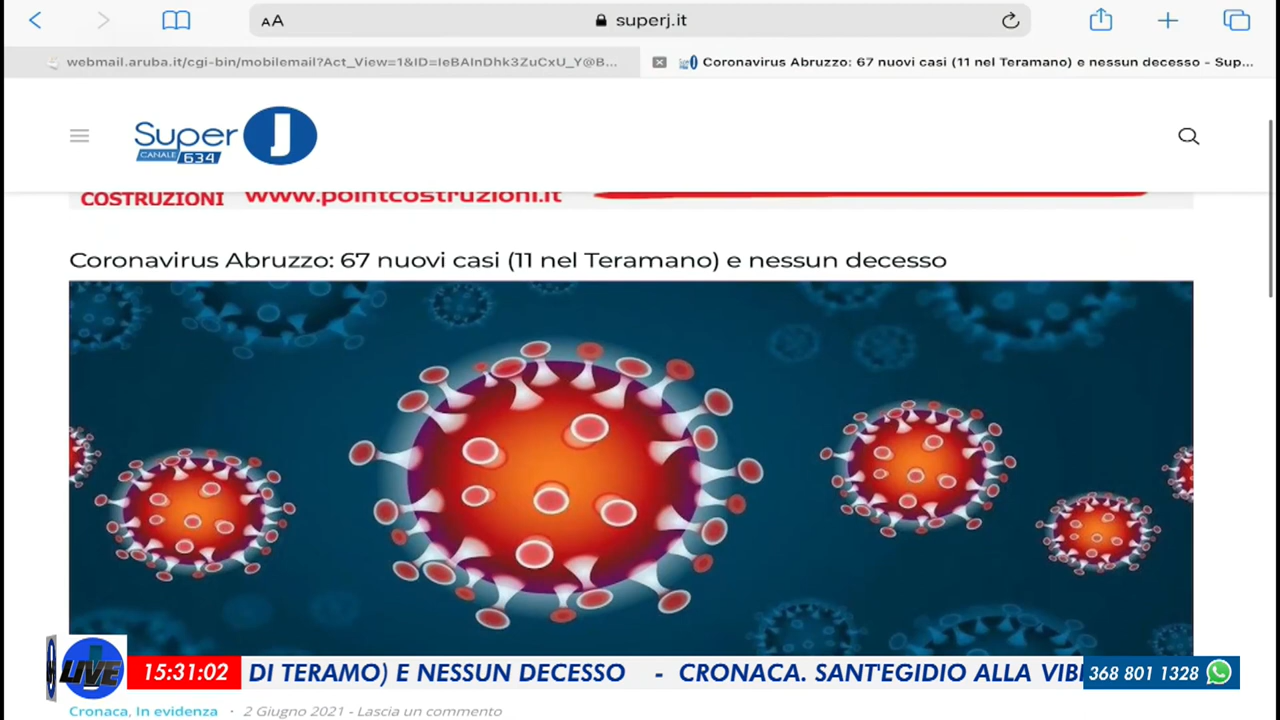 AA
superj.it
webmail.aruba.it/cgi-bin/mobilemail?Act_View=1&ID=IeBAInDhk3ZuCxU_Y@B...
Coronavirus Abruzzo: 67 nuovi casi (11 nel Teramano) e nessun decesso - Sup...
Super J
CANALE 634
COSTRUZIONI www.pointcostruzioni.it
Coronavirus Abruzzo: 67 nuovi casi (11 nel Teramano) e nessun decesso
J LIVE
15:31:02
DI TERAMO) E NESSUN DECESSO - CRONACA. SANT'EGIDIO ALLA VIB
368 801 1328
Cronaca, In evidenza · 2 Giugno 2021 - Lascia un commento